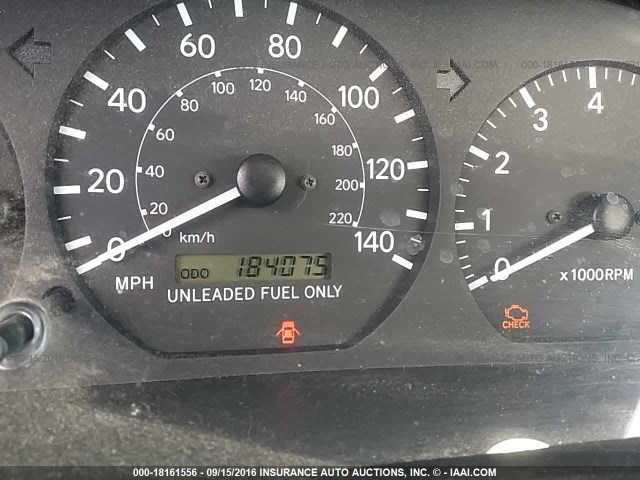 60 80
40 100
20 120
0 140
100 120 140
80 160
60 180
40 200
20 220
0
km/h
MPH
ODO 184075
UNLEADED FUEL ONLY
4
3
2
1
0
x1000RPM
CHECK
000-18161556 - 09/15/2016 INSURANCE AUTO AUCTIONS, INC. - IAAI.COM